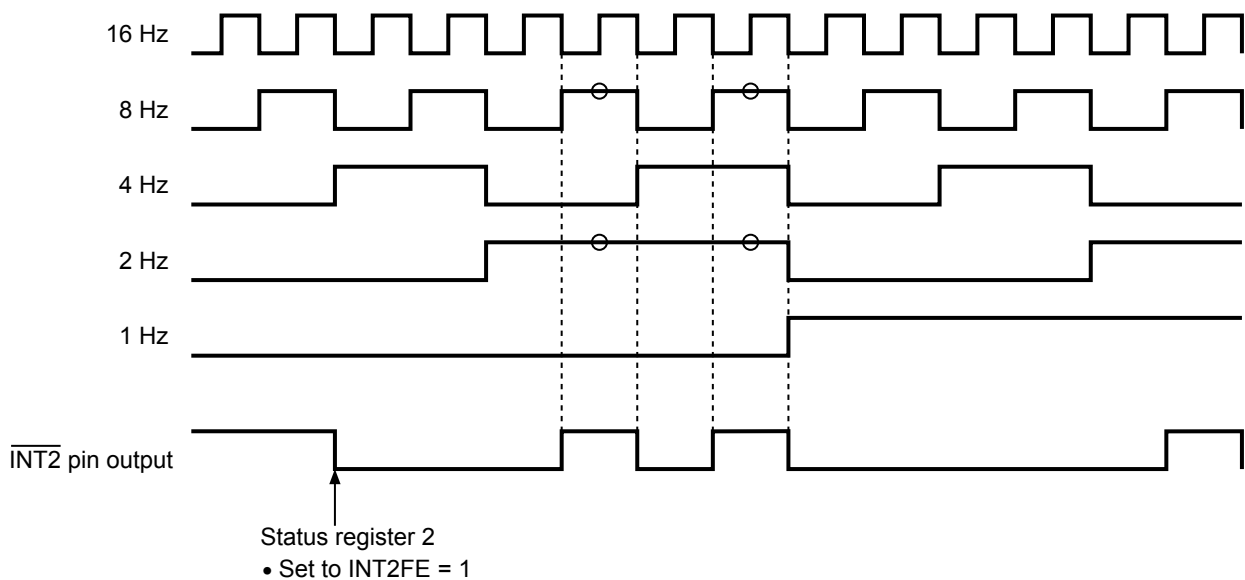 16 Hz
8 Hz
4 Hz
2 Hz
1 Hz
INT2 pin output
Status register 2
• Set to INT2FE = 1